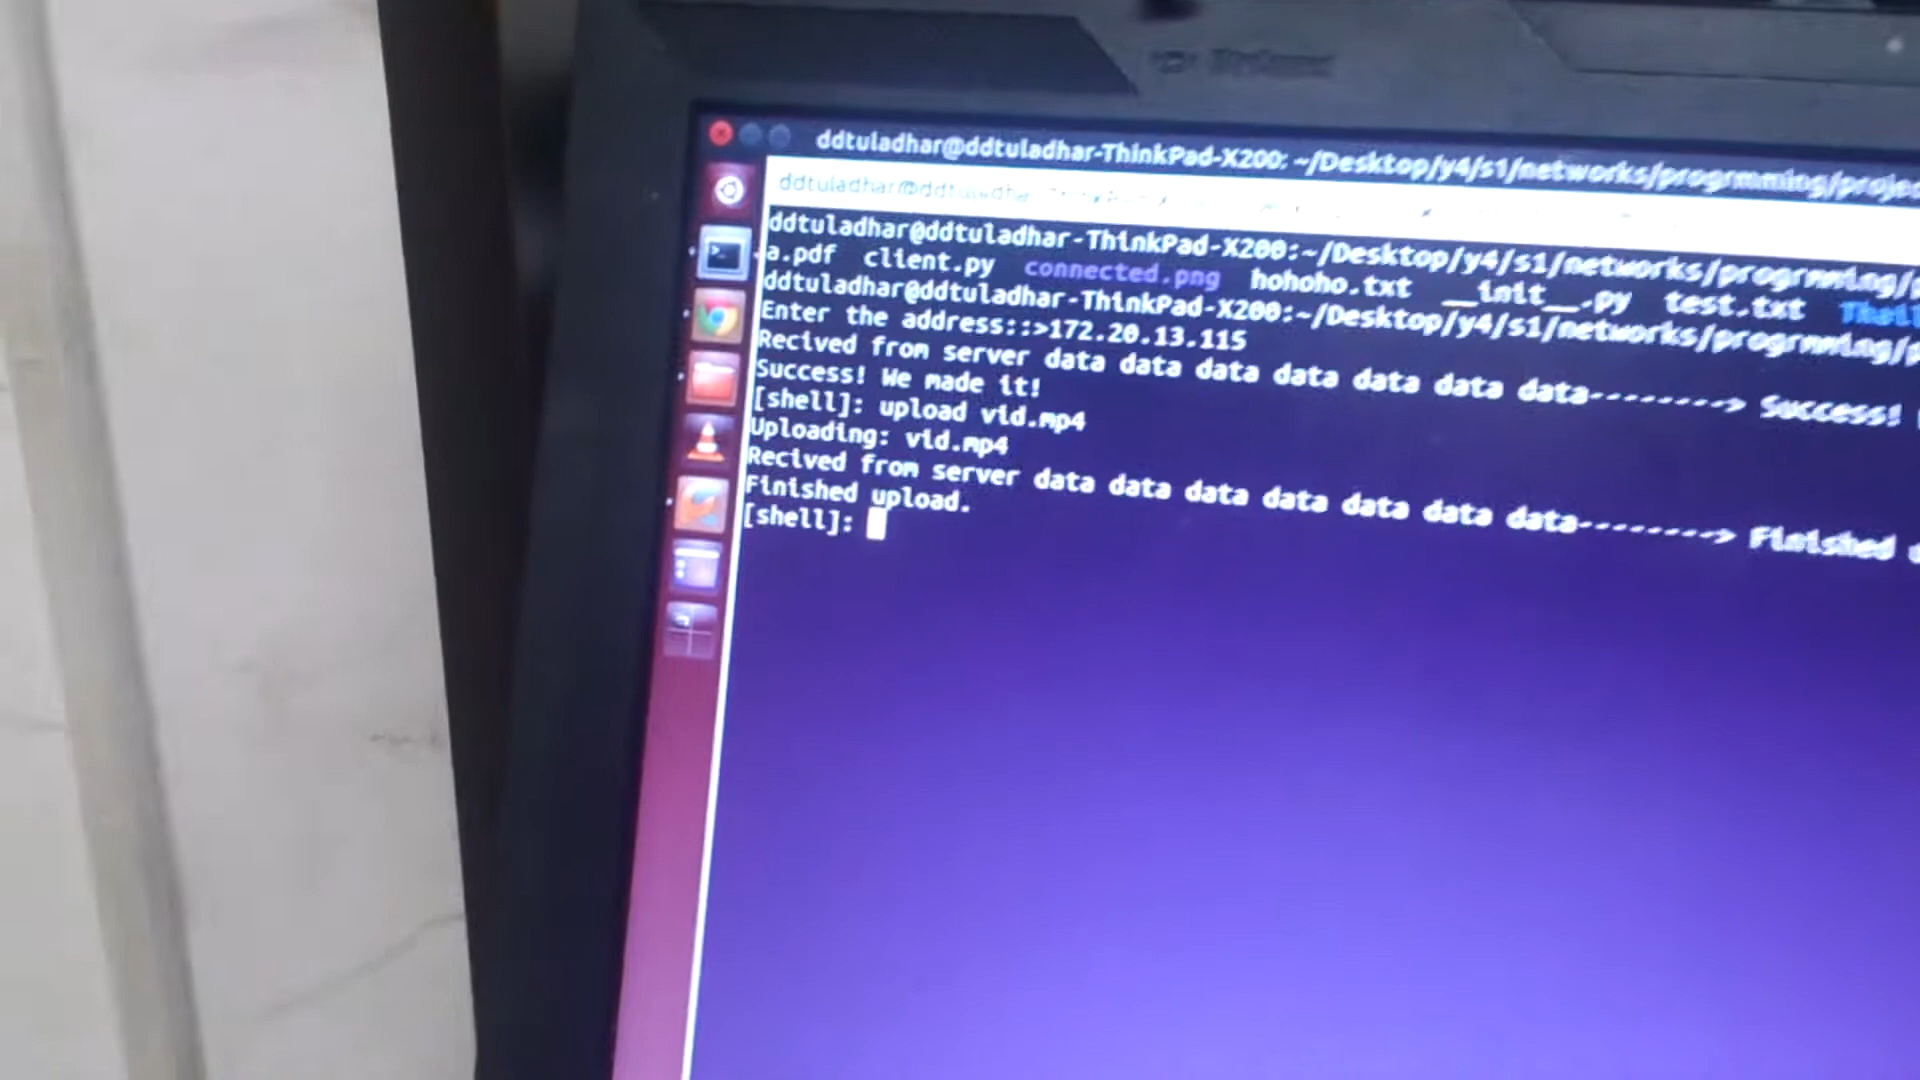 ddtuladhar@ddtuladhar-ThinkPad-X200: ~/Desktop/y4/s1/networks/progrmming/projec
ddtuladhar@ddtuladhar
ddtuladhar@ddtuladhar-ThinkPad-X200:~/Desktop/y4/s1/networks/progrmming/p
a.pdf client.py connected.png hohoho.txt __init__.py test.txt
ddtuladhar@ddtuladhar-ThinkPad-X200:~/Desktop/y4/s1/networks/progrmming/p
Enter the address::>172.20.13.115
Recived from server data data data data data data data--------> Success!
Success! We made it!
[shell]: upload vid.mp4
Uploading: vid.mp4
Recived from server data data data data data data data--------> Finished
Finished upload.
[shell]: